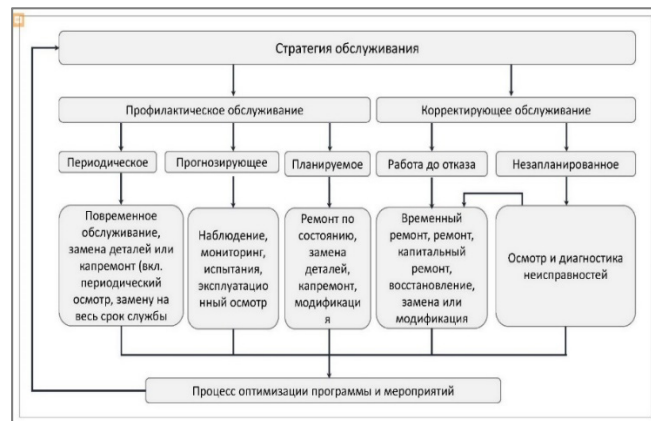 Стратегия обслуживания
Профилактическое обслуживание
Корректирующее обслуживание
Периодическое
Прогнозирующее
Планируемое
Работа до отказа
Незапланированное
Повременное
обслуживание,
замена деталей или
капремонт (вкл.
периодический
осмотр, замену на
весь срок службы
Наблюдение,
мониторинг,
испытания,
эксплуатацио
нный осмотр
Ремонт по
состоянию,
замена
деталей,
капремонт,
модификаци
я
Временный
ремонт, ремонт,
капитальный
ремонт,
восстановление,
замена или
модификация
Осмотр и диагностика
неисправностей
Процесс оптимизации программы и мероприятий